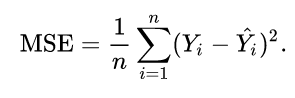 MSE = \frac{1}{n} \sum_{i=1}^{n} (Y_i - \hat{Y}_i)^2.